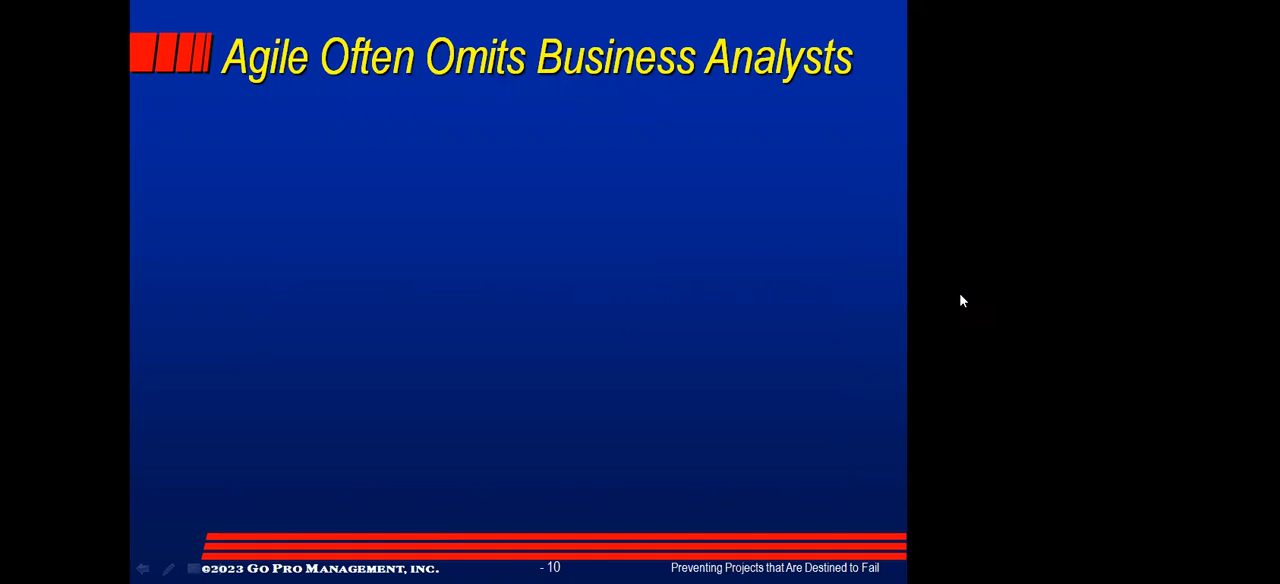 Agile Often Omits Business Analysts
©2023 GO PRO MANAGEMENT, INC. - 10 Preventing Projects that Are Destined to Fail